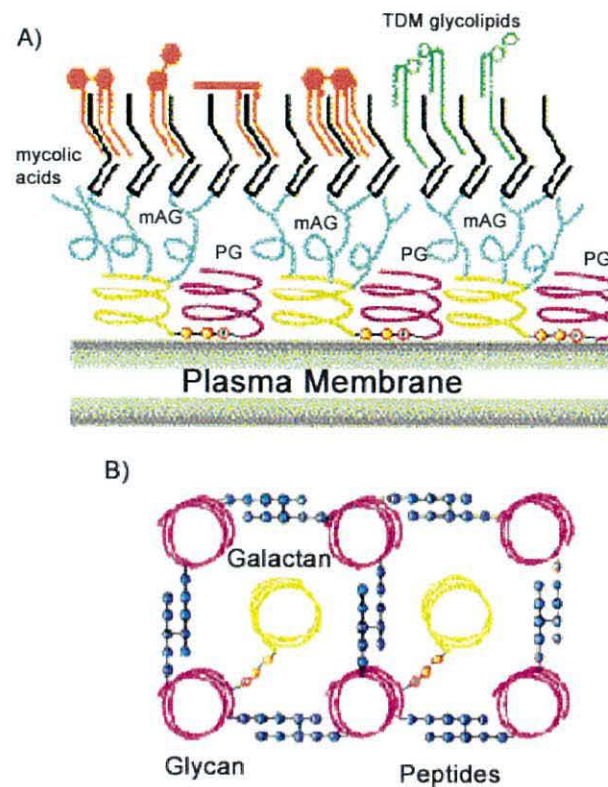 A)
TDM glycolipids
mycolic
acids
mAG
mAG
mAG
PG
PG
PG
Plasma Membrane
B)
Galactan
Glycan
Peptides